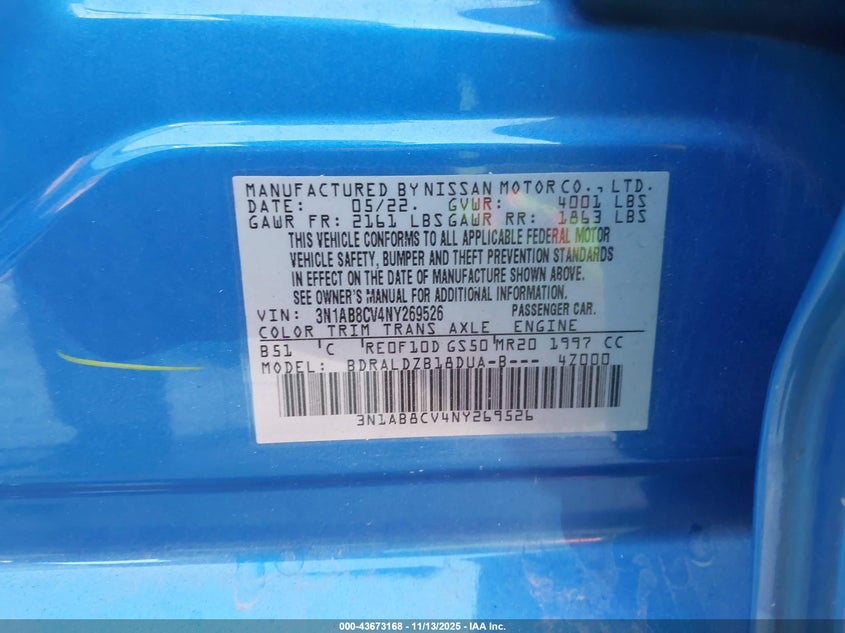 MANUFACTURED BY NISSAN MOTOR CO., LTD.
DATE: 05/22. GVWR: 4001 LBS
GAWR FR: 2161 LBS GAWR RR: 1863 LBS
THIS VEHICLE CONFORMS TO ALL APPLICABLE FEDERAL MOTOR
VEHICLE SAFETY, BUMPER AND THEFT PREVENTION STANDARDS
IN EFFECT ON THE DATE OF MANUFACTURE SHOWN ABOVE.
SEE OWNER'S MANUAL FOR ADDITIONAL INFORMATION.
VIN: 3N1AB8CV4NY269526 PASSENGER CAR.
COLOR TRIM TRANS AXLE ENGINE
B51 'C 'RE0F10D GS50 MR20 1997 CC
MODEL: BDRALDZB18DUA-B--- 4Z000
3N1AB8CV4NY269526
000-43673168 - 11/13/2025 - IAA Inc.